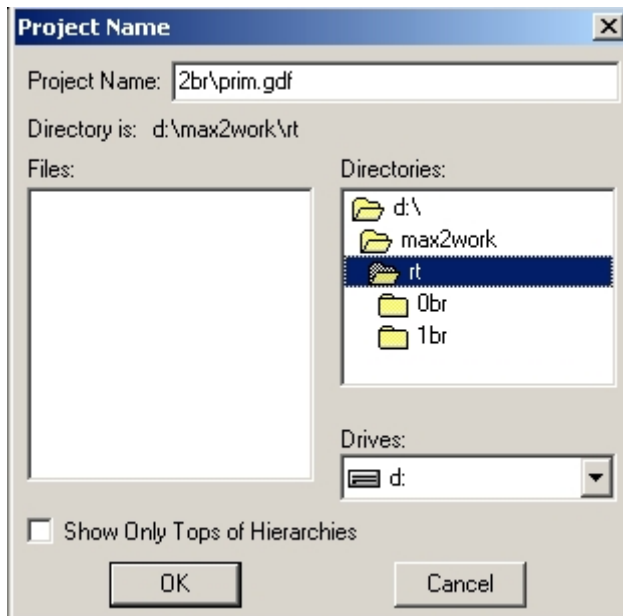 Project Name
Project Name: 2br\prim.gdf
Directory is: d:\max2work\rt
Files:
Directories:
d:\
max2work
rt
0br
1br
Drives:
d:
Show Only Tops of Hierarchies
OK
Cancel